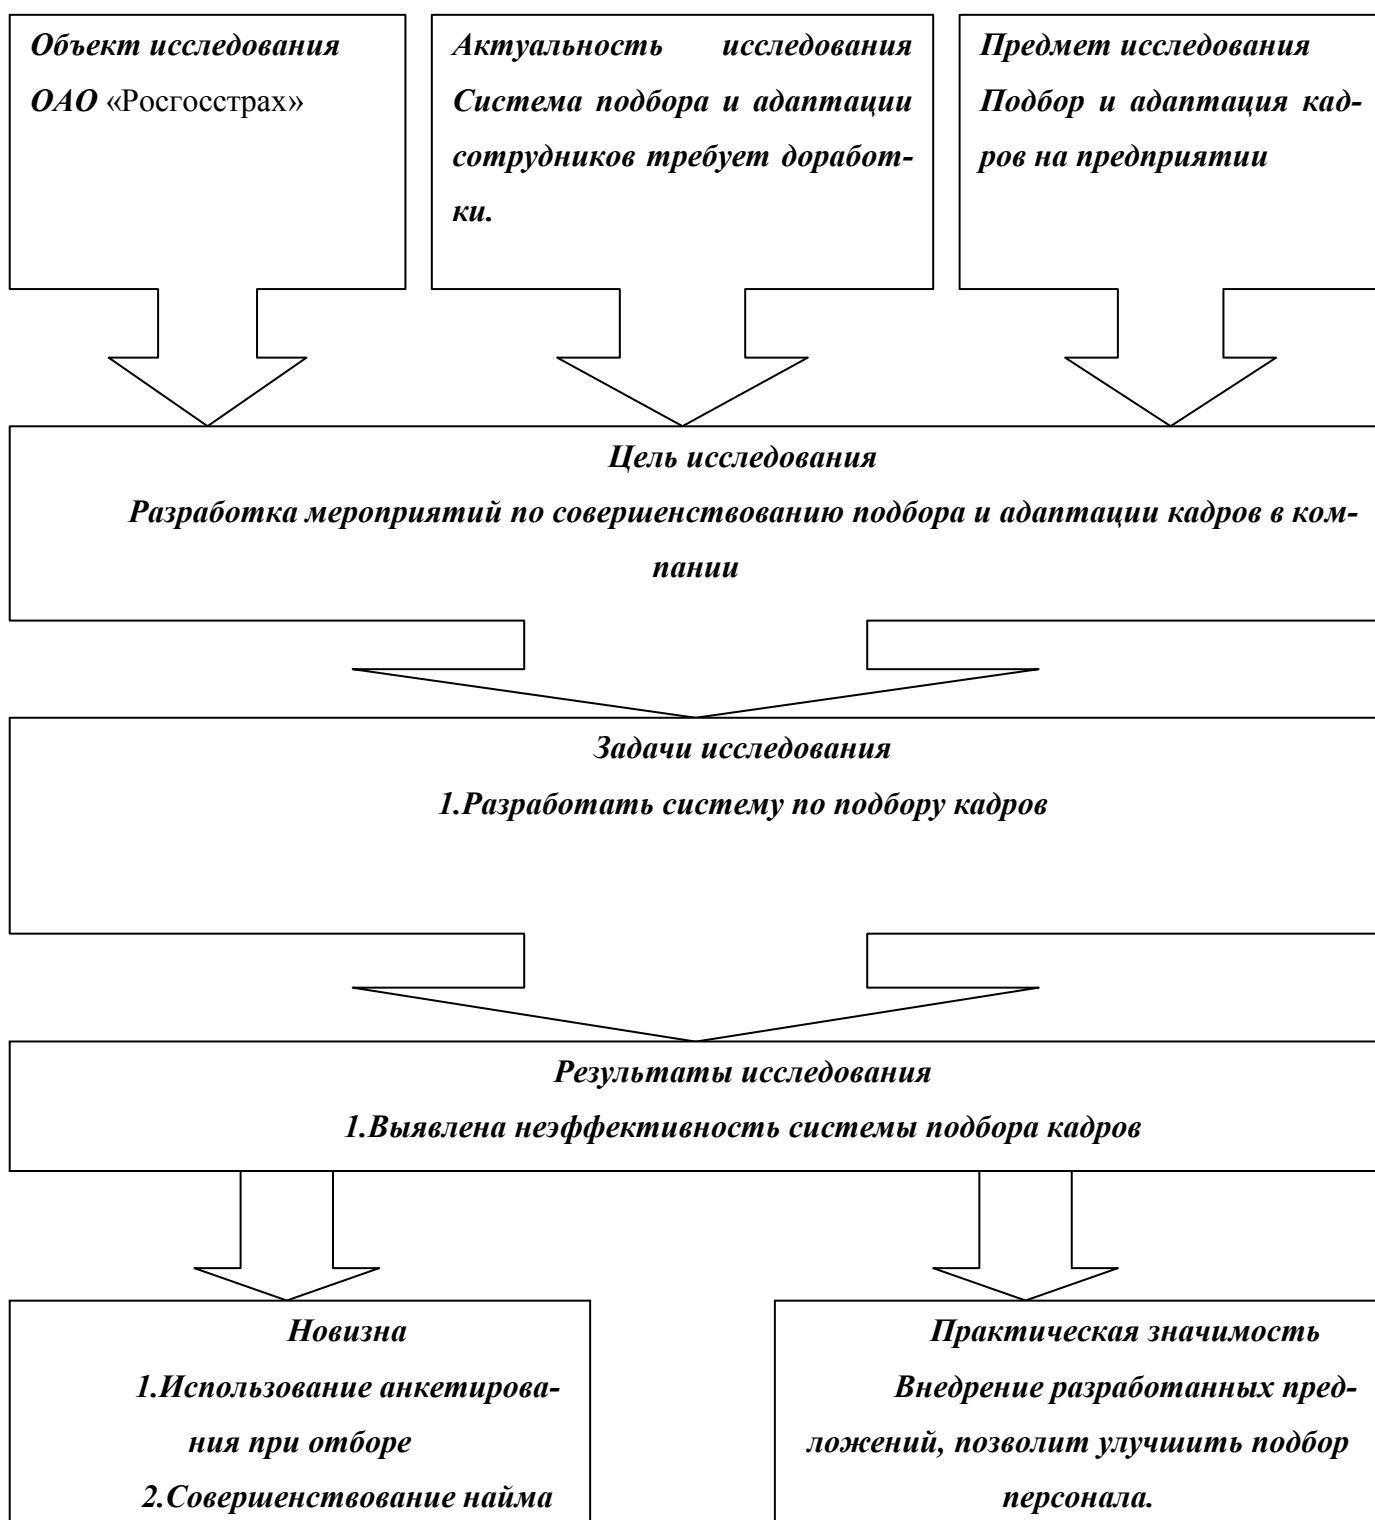 Объект исследования
ОАО «Росгосстрах»
Актуальность исследования
Система подбора и адаптации
сотрудников требует доработ-
ки.
Предмет исследования
Подбор и адаптация кад-
ров на предприятии
Цель исследования
Разработка мероприятий по совершенствованию подбора и адаптации кадров в ком-
пании
Задачи исследования
1.Разработать систему по подбору кадров
Результаты исследования
1.Выявлена неэффективность системы подбора кадров
Новизна
1.Использование анкетирова-
ния при отборе
2.Совершенствование найма
Практическая значимость
Внедрение разработанных пред-
ложений, позволит улучшить подбор
персонала.